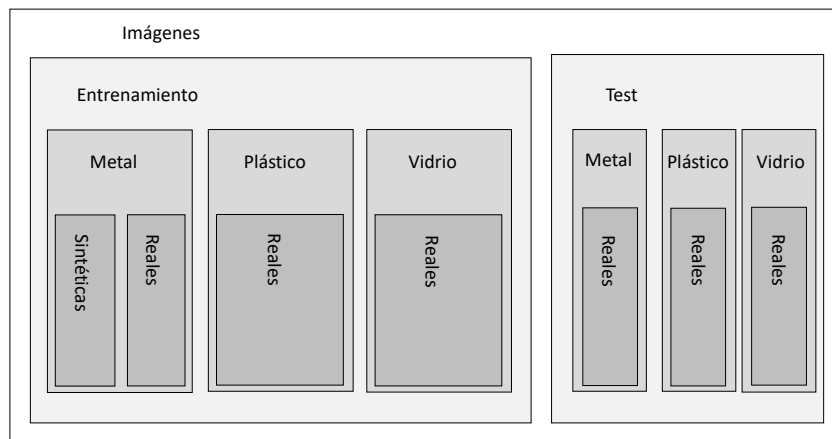 Imágenes
Entrenamiento
Metal
Sintéticas
Reales
Plástico
Reales
Vidrio
Reales
Test
Metal
Reales
Plástico
Reales
Vidrio
Reales